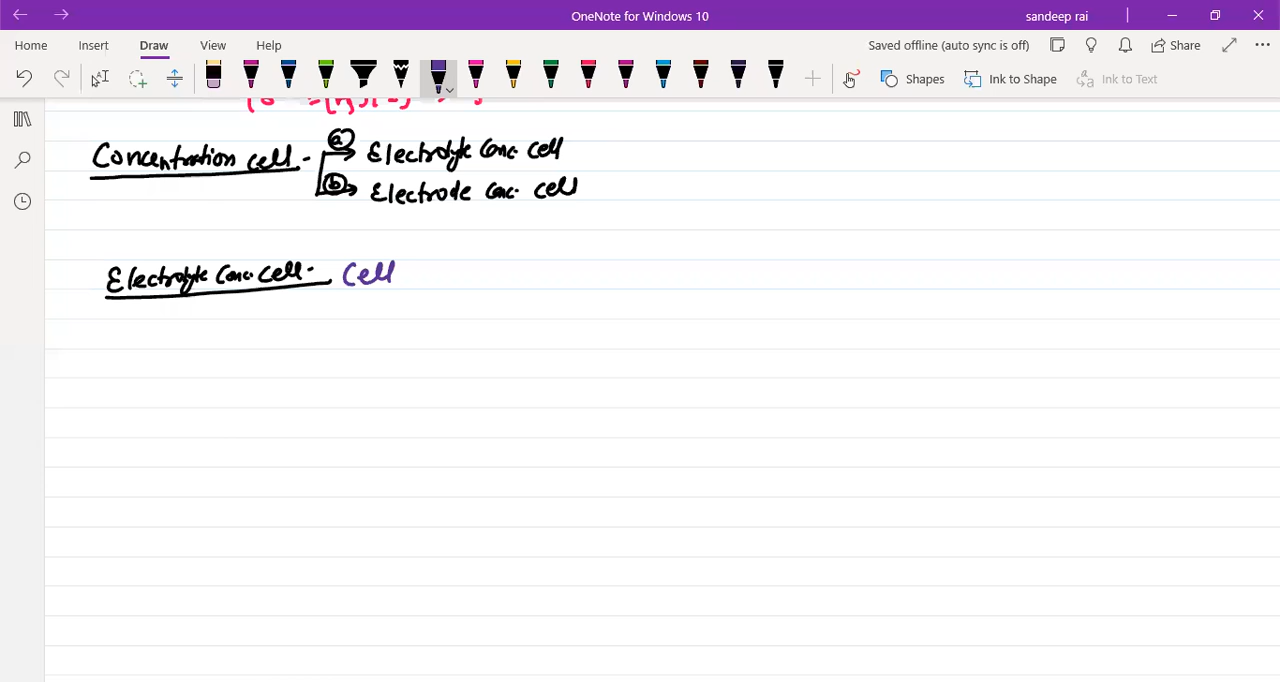 OneNote for Windows 10
sandeep rai
Home Insert Draw View Help
Saved offline (auto sync is off) Share
Shapes Ink to Shape Ink to Text
Concentration cell - (a) Electrolyte Conc. cell
(b) Electrode conc. cell
Electrolyte Conc. cell - Cell